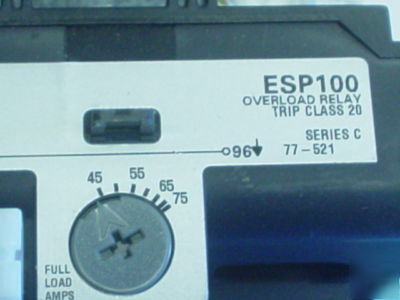 ESP100
OVERLOAD RELAY
TRIP CLASS 20
SERIES C
96 77-521
45 55 65 75
FULL
LOAD
AMPS